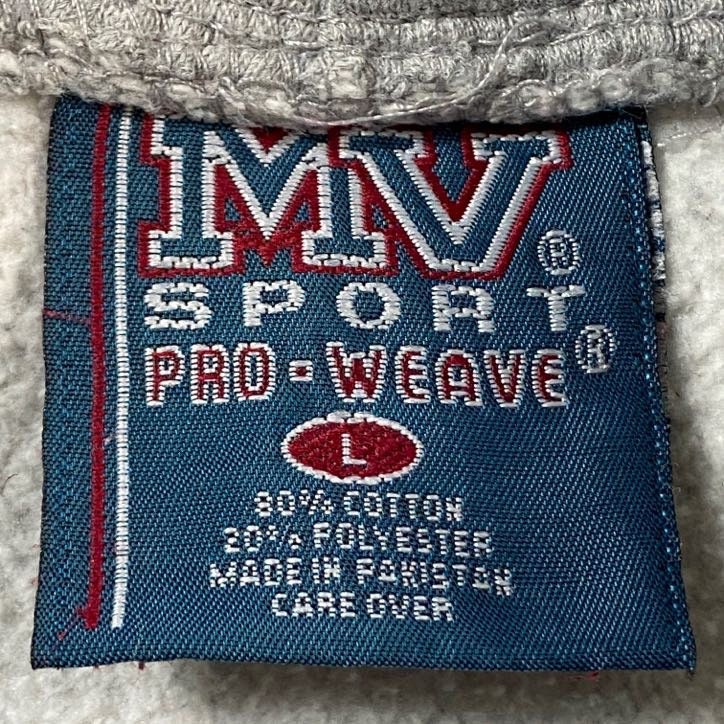 MV®
SPORT
PRO-WEAVE®
L
80% COTTON
20% POLYESTER
MADE IN PAKISTAN
CARE OVER